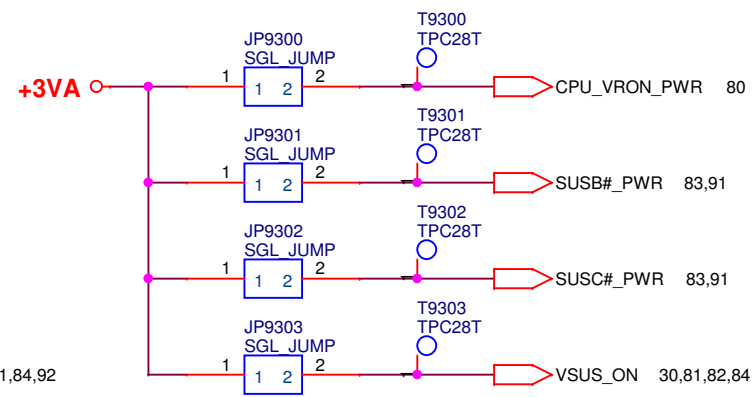 T9300
JP9300 TPC28T
SGL_JUMP
+3VA 1 1 2 2 CPU_VRON_PWR 80
T9301
JP9301 TPC28T
SGL_JUMP
1 1 2 2 SUSB#_PWR 83,91
T9302
JP9302 TPC28T
SGL_JUMP
1 1 2 2 SUSC#_PWR 83,91
T9303
JP9303 TPC28T
SGL_JUMP
1,84,92 1 1 2 2 VSUS_ON 30,81,82,84